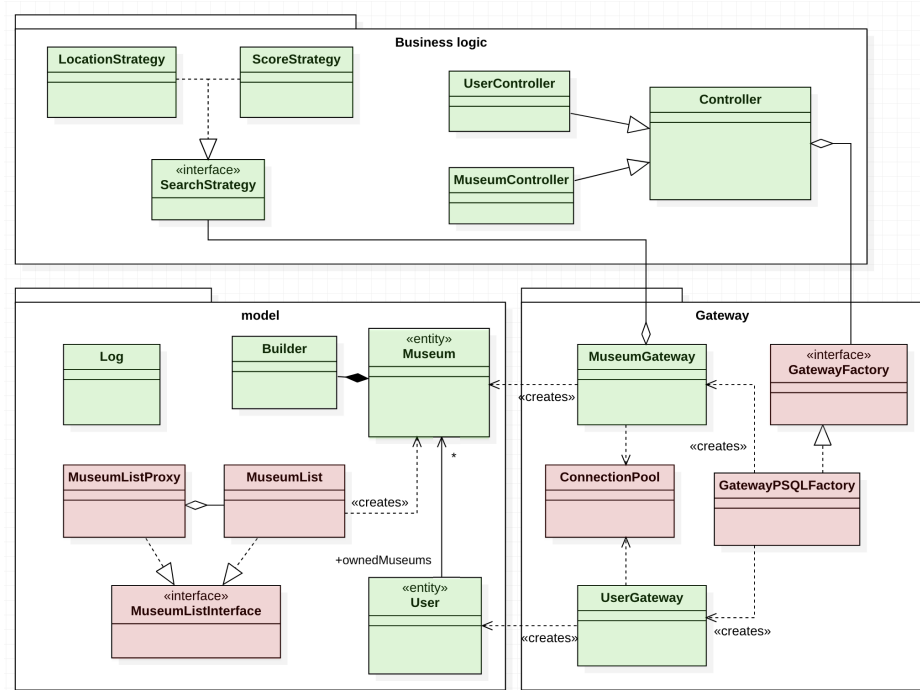 Business logic
LocationStrategy
ScoreStrategy
UserController
Controller
«interface»
SearchStrategy
MuseumController
model
Gateway
Log
Builder
«entity»
Museum
MuseumGateway
«interface»
GatewayFactory
«creates»
«creates»
MuseumListProxy
MuseumList
«creates»
*
ConnectionPool
GatewayPSQLFactory
+ownedMuseums
«interface»
MuseumListInterface
«entity»
User
UserGateway
«creates»
«creates»